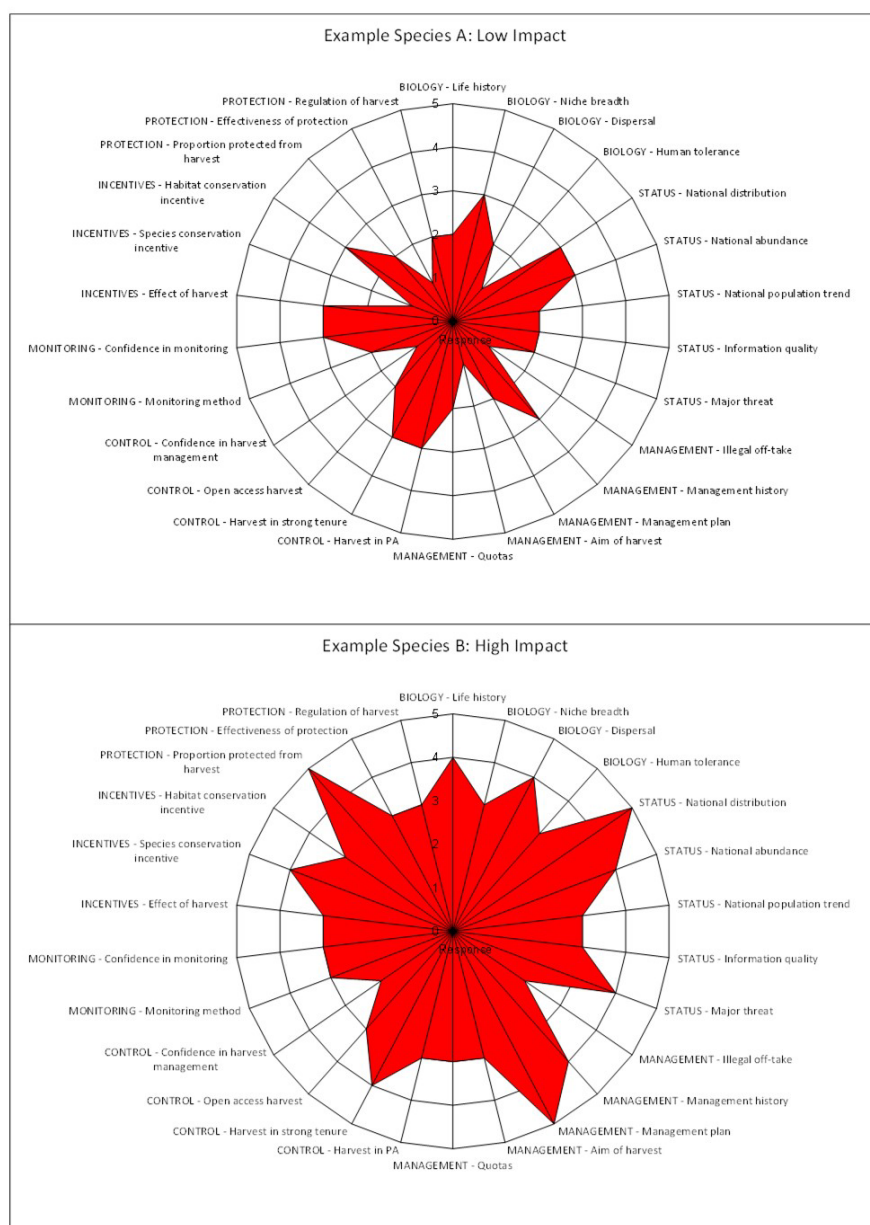 Example Species A: Low Impact
BIOLOGY - Life history
BIOLOGY - Niche breadth
BIOLOGY - Dispersal
BIOLOGY - Human tolerance
STATUS - National distribution
STATUS - National abundance
STATUS - National population trend
STATUS - Information quality
STATUS - Major threat
MANAGEMENT - Illegal off-take
MANAGEMENT - Management history
MANAGEMENT - Management plan
MANAGEMENT - Aim of harvest
MANAGEMENT - Quotas
CONTROL - Harvest in PA
CONTROL - Harvest in strong tenure
CONTROL - Open access harvest
CONTROL - Confidence in harvest
management
MONITORING - Monitoring method
MONITORING - Confidence in monitoring
INCENTIVES - Effect of harvest
INCENTIVES - Species conservation
incentive
INCENTIVES - Habitat conservation
incentive
PROTECTION - Proportion protected from
harvest
PROTECTION - Effectiveness of protection
PROTECTION - Regulation of harvest
5
4
3
2
1
0
Response
Example Species B: High Impact
BIOLOGY - Life history
BIOLOGY - Niche breadth
BIOLOGY - Dispersal
BIOLOGY - Human tolerance
STATUS - National distribution
STATUS - National abundance
STATUS - National population trend
STATUS - Information quality
STATUS - Major threat
MANAGEMENT - Illegal off-take
MANAGEMENT - Management history
MANAGEMENT - Management plan
MANAGEMENT - Aim of harvest
MANAGEMENT - Quotas
CONTROL - Harvest in PA
CONTROL - Harvest in strong tenure
CONTROL - Open access harvest
CONTROL - Confidence in harvest
management
MONITORING - Monitoring method
MONITORING - Confidence in monitoring
INCENTIVES - Effect of harvest
INCENTIVES - Species conservation
incentive
INCENTIVES - Habitat conservation
incentive
PROTECTION - Proportion protected from
harvest
PROTECTION - Effectiveness of protection
PROTECTION - Regulation of harvest
5
4
3
2
1
0
Response